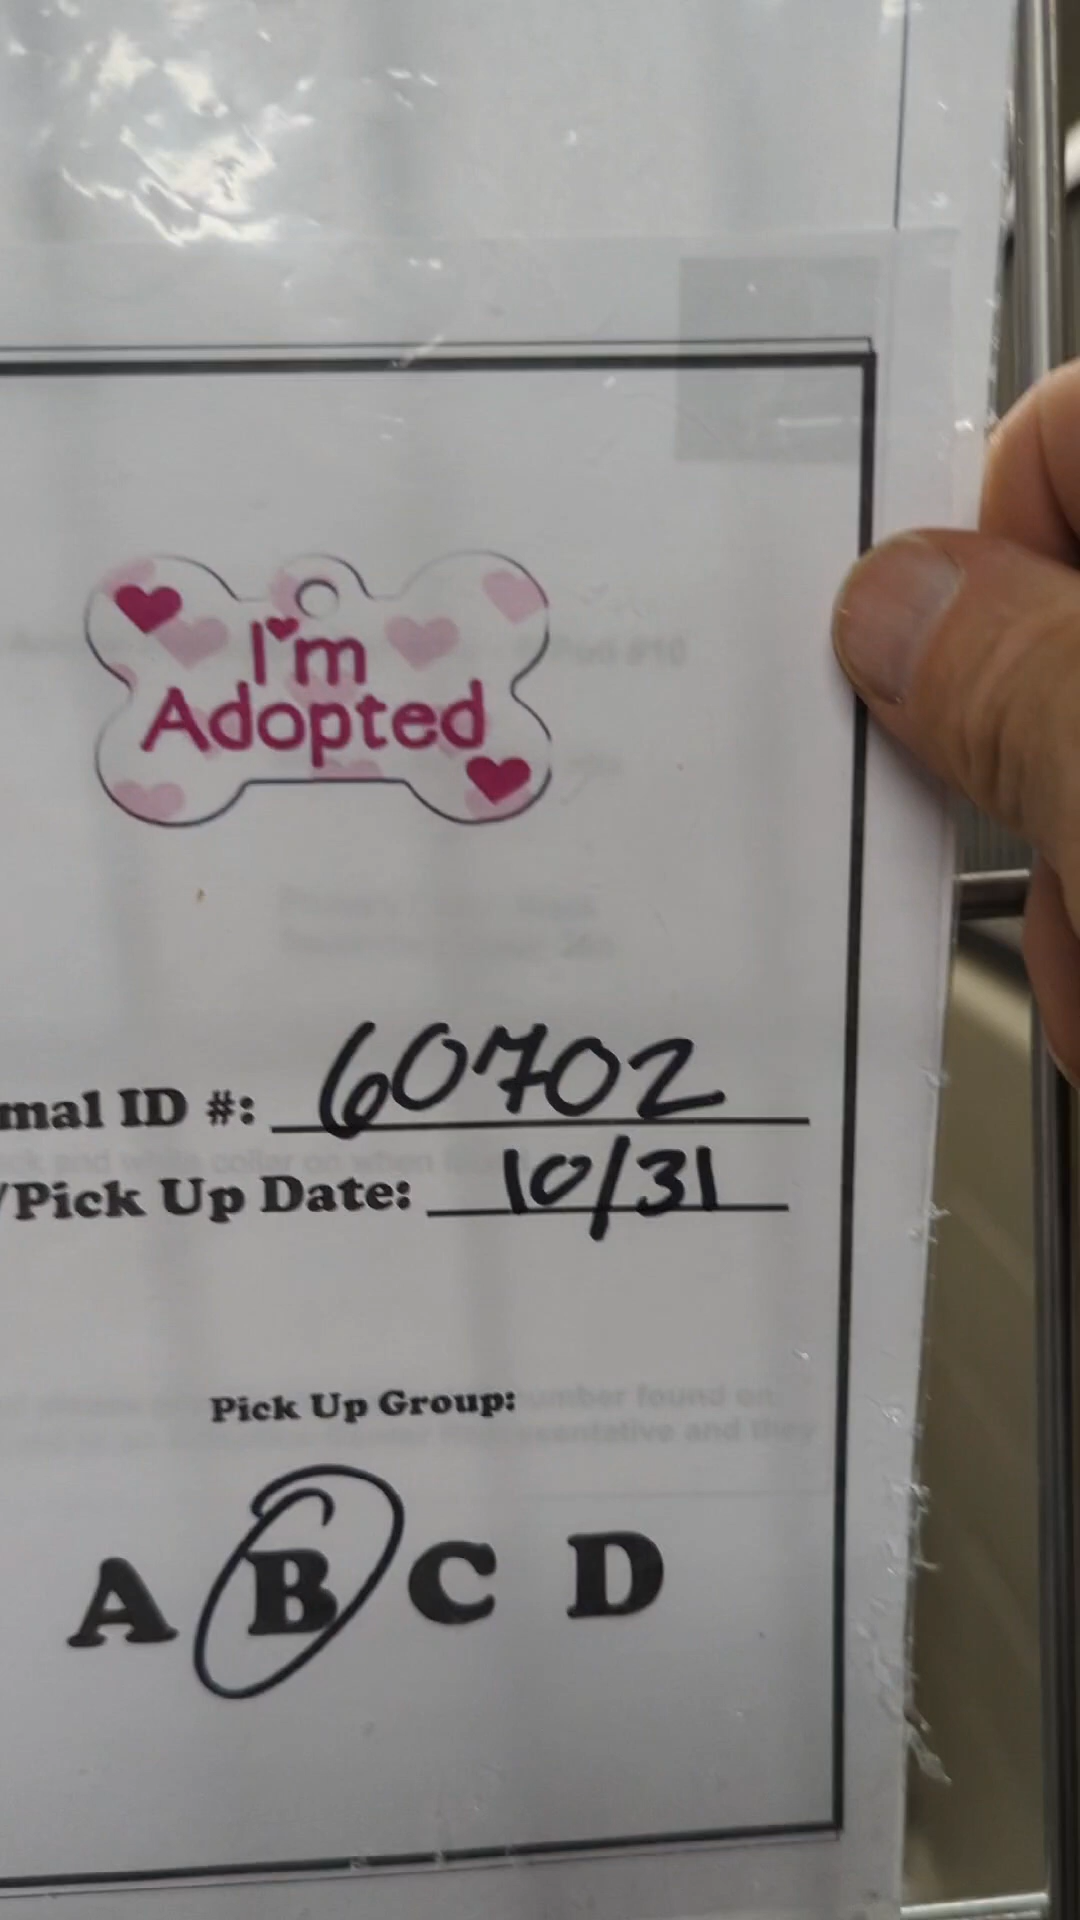 I'm
Adopted
mal ID #: 60702
/Pick Up Date: 10/31
Pick Up Group:
A B C D